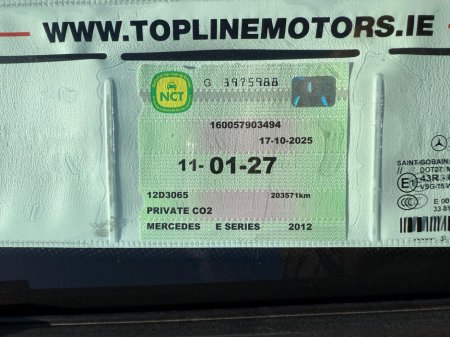 WWW.TOPLINEMOTORS.IE
NCT
G 3975988
160057903494
17-10-2025
11-01-27
12D3065 203571km
PRIVATE CO2
MERCEDES E SERIES 2012
SAINT GOBAIN
DOT27
43R